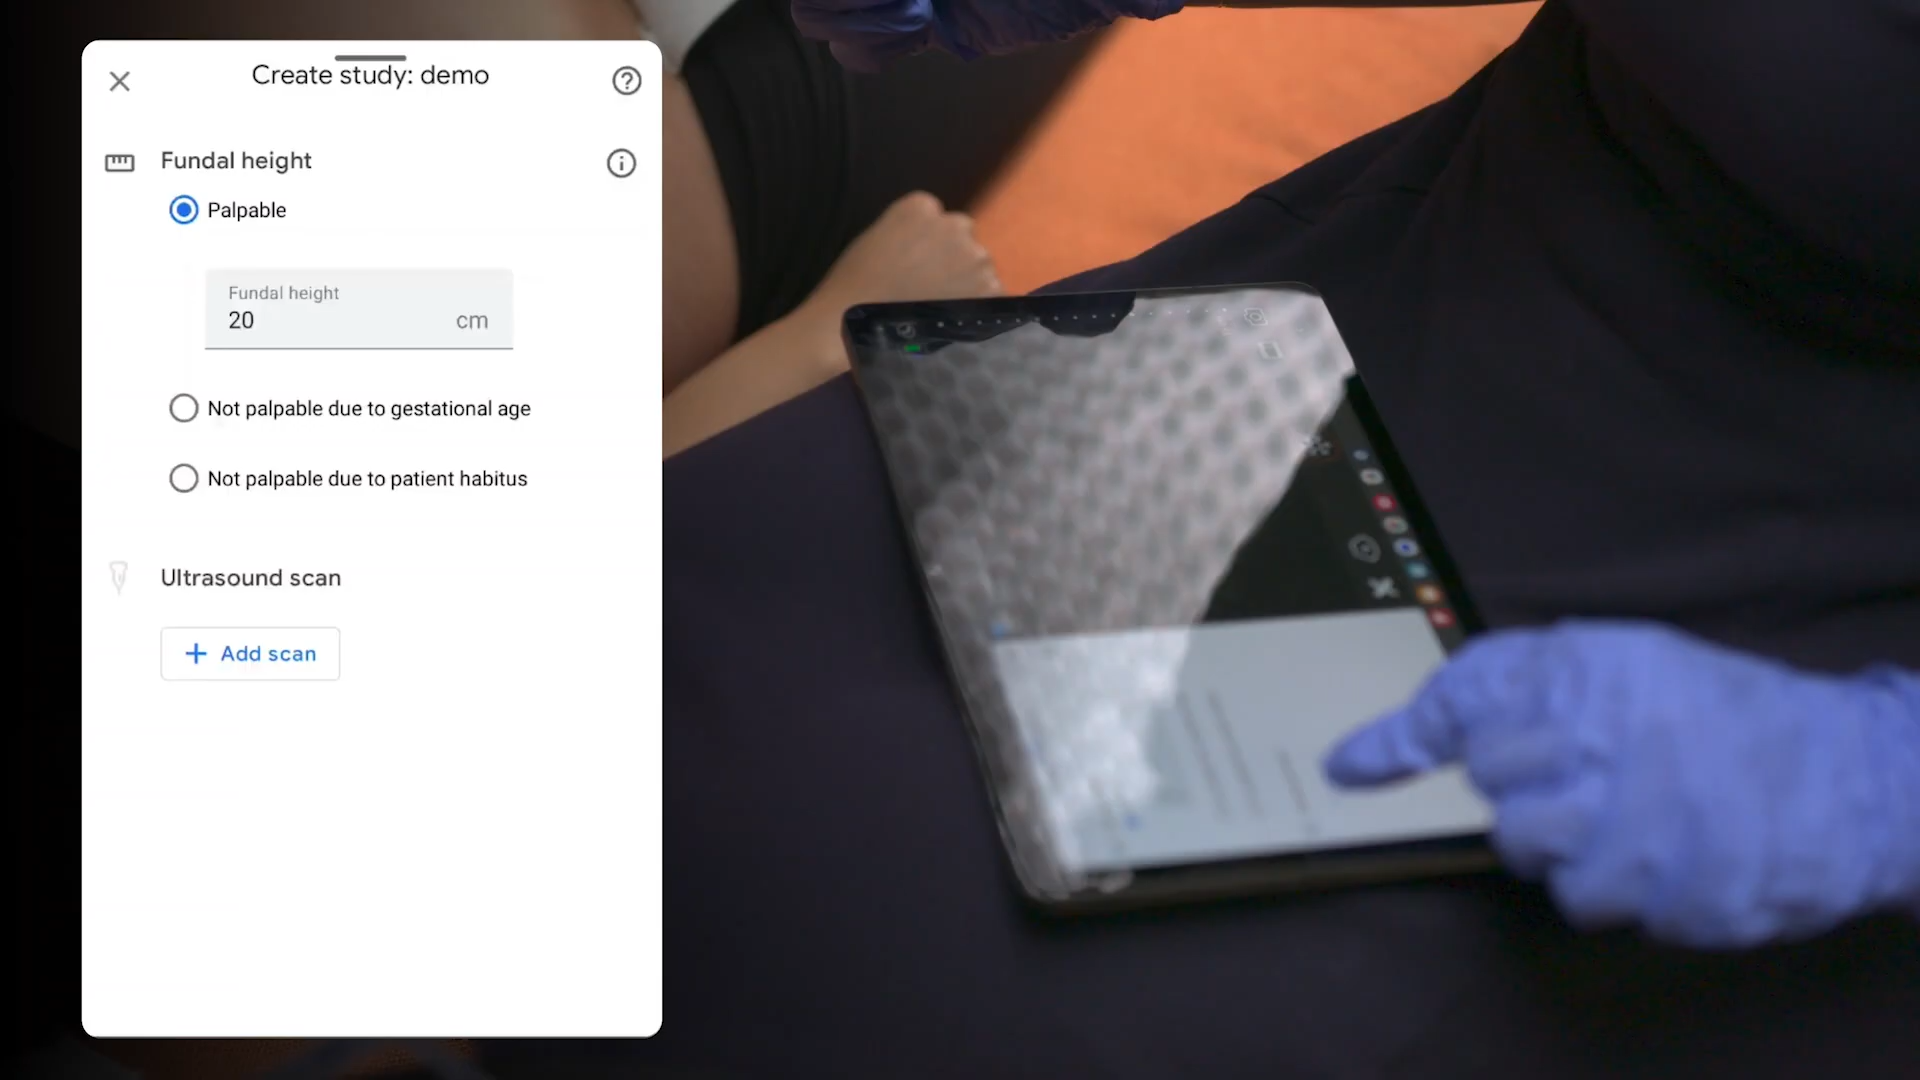 Create study: demo
Fundal height
Palpable
Fundal height
20 cm
Not palpable due to gestational age
Not palpable due to patient habitus
Ultrasound scan
+ Add scan